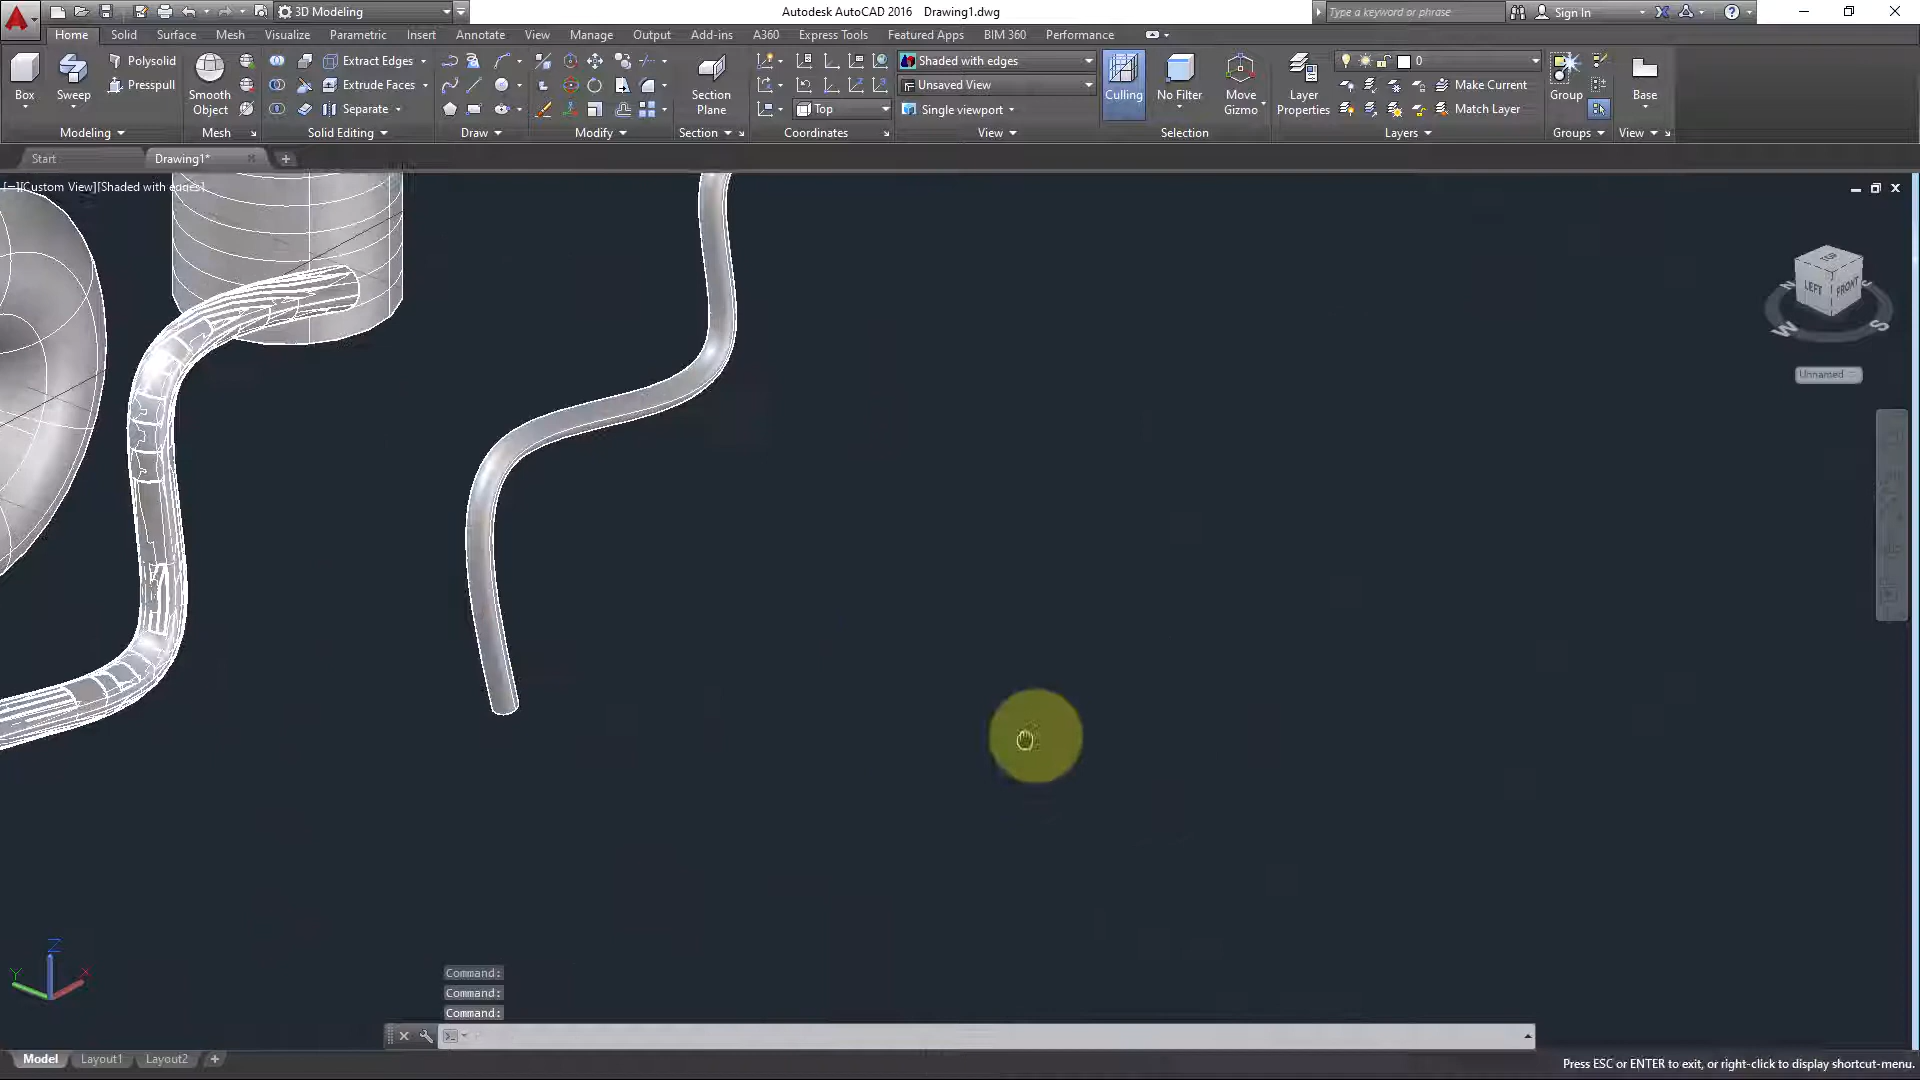 3D Modeling
Autodesk AutoCAD 2016 Drawing1.dwg
Type a keyword or phrase
Sign In
Home Solid Surface Mesh Visualize Parametric Insert Annotate View Manage Output Add-ins A360 Express Tools Featured Apps BIM 360 Performance
Polysolid
Presspull
Box
Sweep
Smooth
Object
Extract Edges
Extrude Faces
Separate
Section
Plane
Top
Shaded with edges
Unsaved View
Single viewport
Culling
No Filter
Move
Gizmo
Layer
Properties
0
Make Current
Match Layer
Group
Base
Modeling Mesh Solid Editing Draw Modify Section Coordinates View Selection Layers Groups View
Start
Drawing1*
[−][Custom View][Shaded with edges]
TOP
LEFT
FRONT
N
W
S
Unnamed
Z
Y
X
Command:
Command:
Command:
Model Layout1 Layout2
Press ESC or ENTER to exit, or right-click to display shortcut-menu.